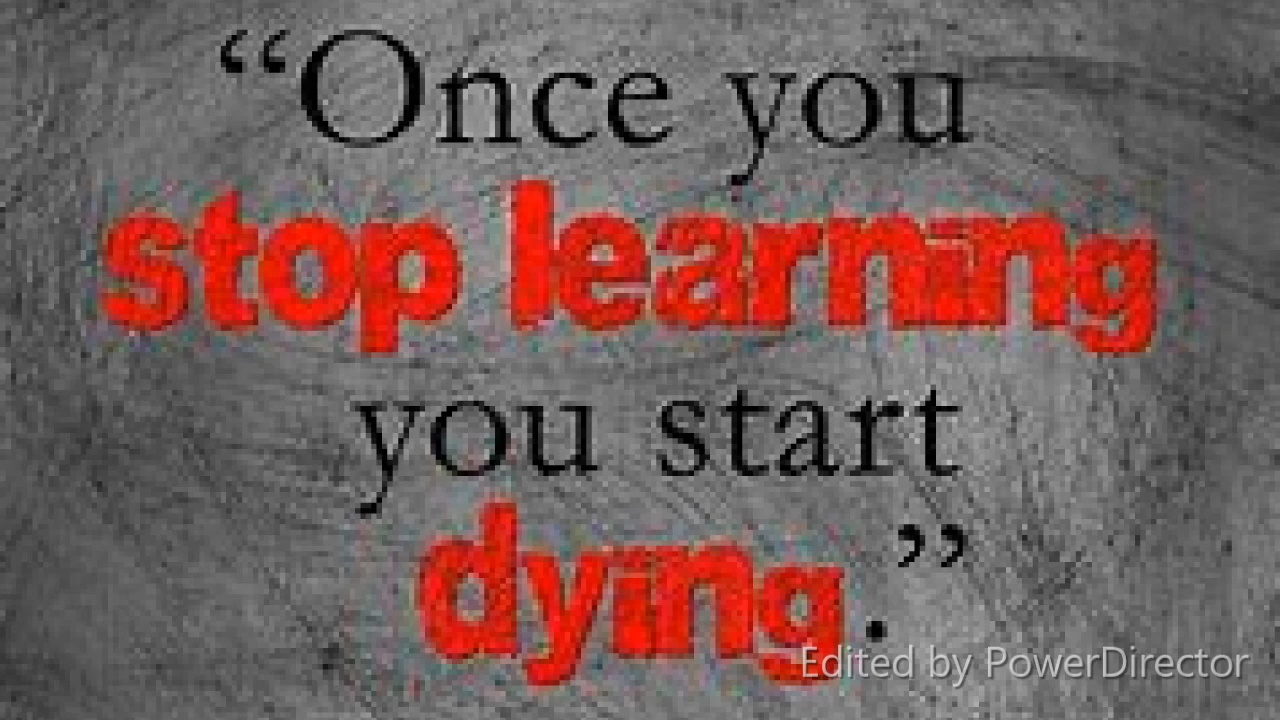 “Once you
stop learning
you start
dying.”
Edited by PowerDirector